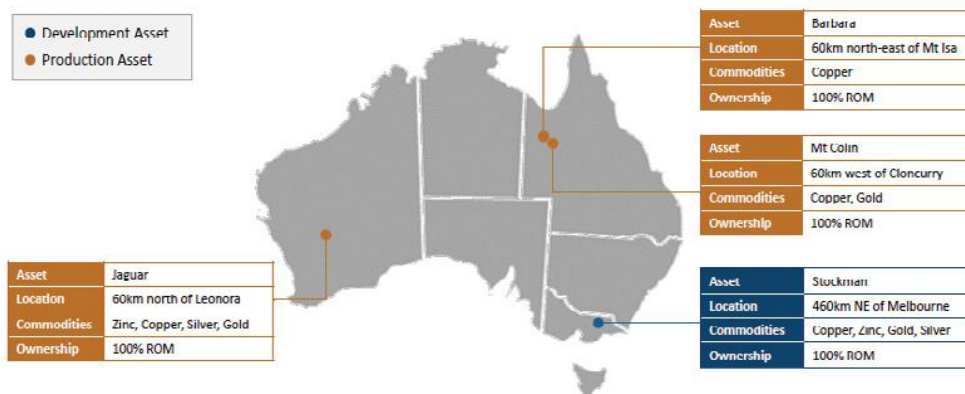 Development Asset
Production Asset
Asset Barbara
Location 60km north-east of Mt Isa
Commodities Copper
Ownership 100% ROM
Asset Mt Colin
Location 60km west of Cloncurry
Commodities Copper, Gold
Ownership 100% ROM
Asset Jaguar
Location 60km north of Leonora
Commodities Zinc, Copper, Silver, Gold
Ownership 100% ROM
Asset Stockman
Location 460km NE of Melbourne
Commodities Copper, Zinc, Gold, Silver
Ownership 100% ROM